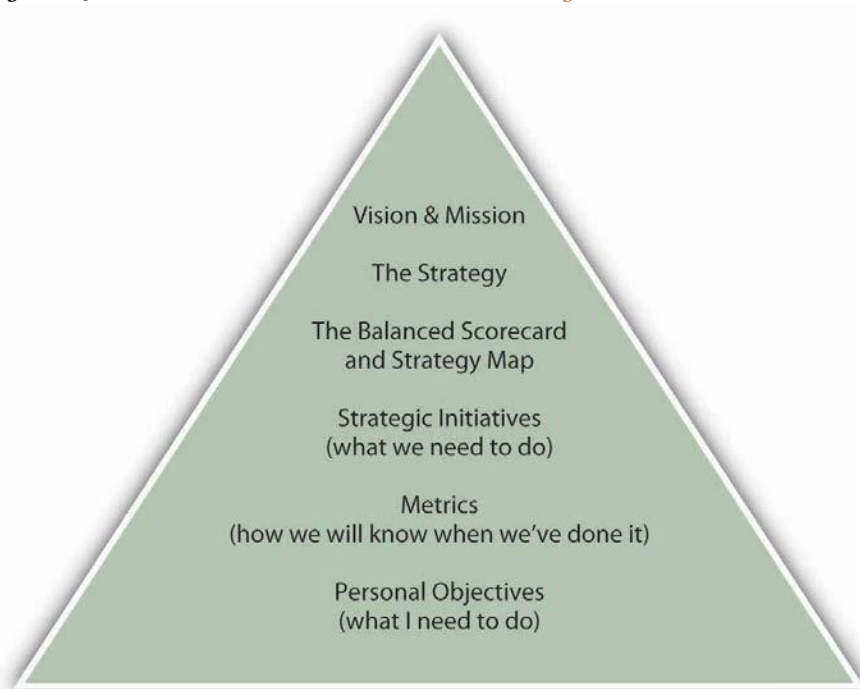 Vision & Mission
The Strategy
The Balanced Scorecard
and Strategy Map
Strategic Initiatives
(what we need to do)
Metrics
(how we will know when we've done it)
Personal Objectives
(what I need to do)